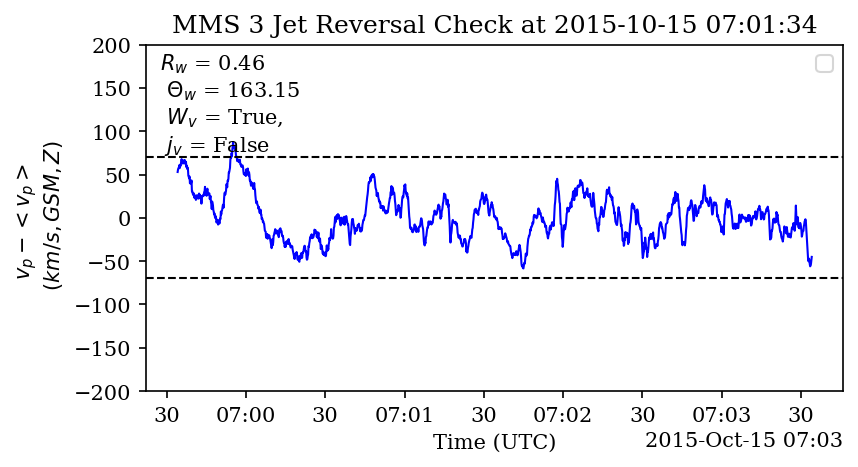 MMS 3 Jet Reversal Check at 2015-10-15 07:01:34
200
150
100
50
0
−50
−100
−150
−200
v_p − <v_p>
(km/s, GSM, Z)
R_w = 0.46
Θ_w = 163.15
W_v = True,
j_v = False
30 07:00 30 07:01 30 07:02 30 07:03 30
Time (UTC)
2015-Oct-15 07:03